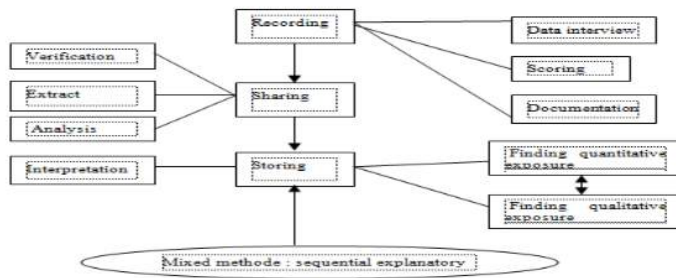 Recording
Data interview
Verification
Scoring
Extract
Sharing
Documentation
Analysis
Interpretation
Storing
Finding quantitative
exposure
Finding qualitative
exposure
Mixed methode : sequential explanatory